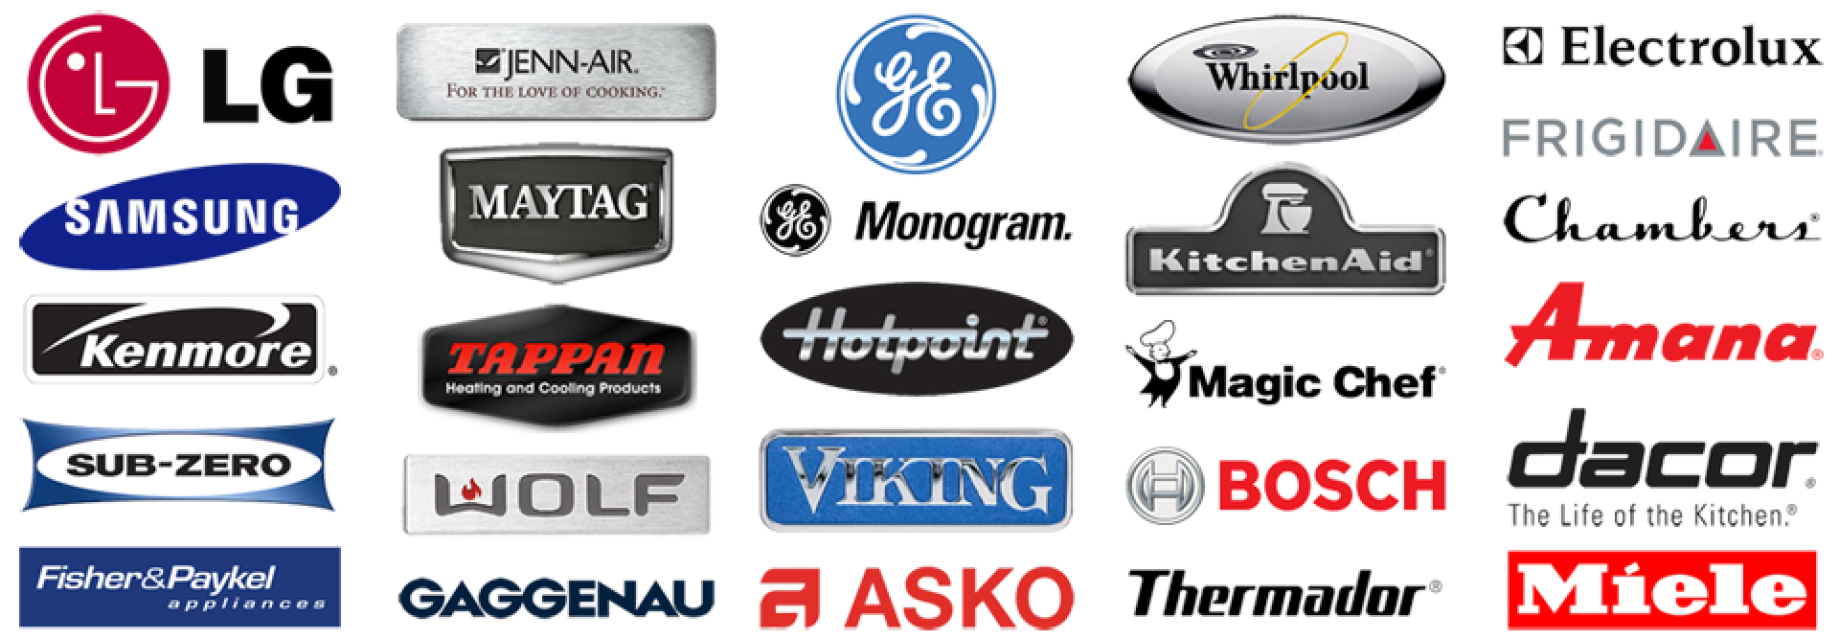 LG
SAMSUNG
Kenmore®
SUB-ZERO
Fisher&Paykel
appliances
JENN-AIR.
FOR THE LOVE OF COOKING.™
MAYTAG®
TAPPAN
Heating and Cooling Products
WOLF
GAGGENAU
GE
GE Monogram.
Hotpoint®
VIKING
ASKO
Whirlpool
KitchenAid®
Magic Chef®
BOSCH
Thermador®
Electrolux
FRIGIDAIRE®
Chambers®
Amana®
dacor®
The Life of the Kitchen.®
Miele